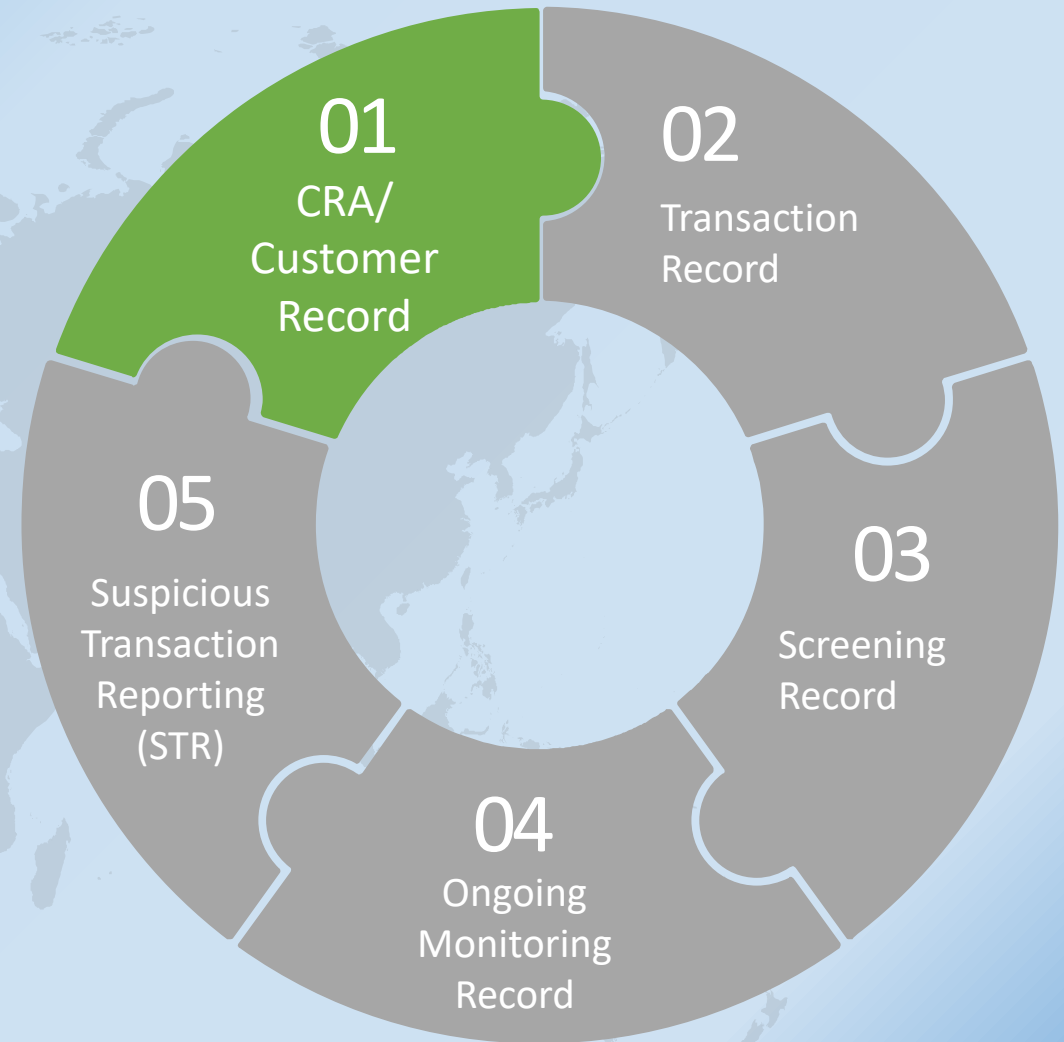 01
CRA/
Customer
Record
02
Transaction
Record
03
Screening
Record
04
Ongoing
Monitoring
Record
05
Suspicious
Transaction
Reporting
(STR)